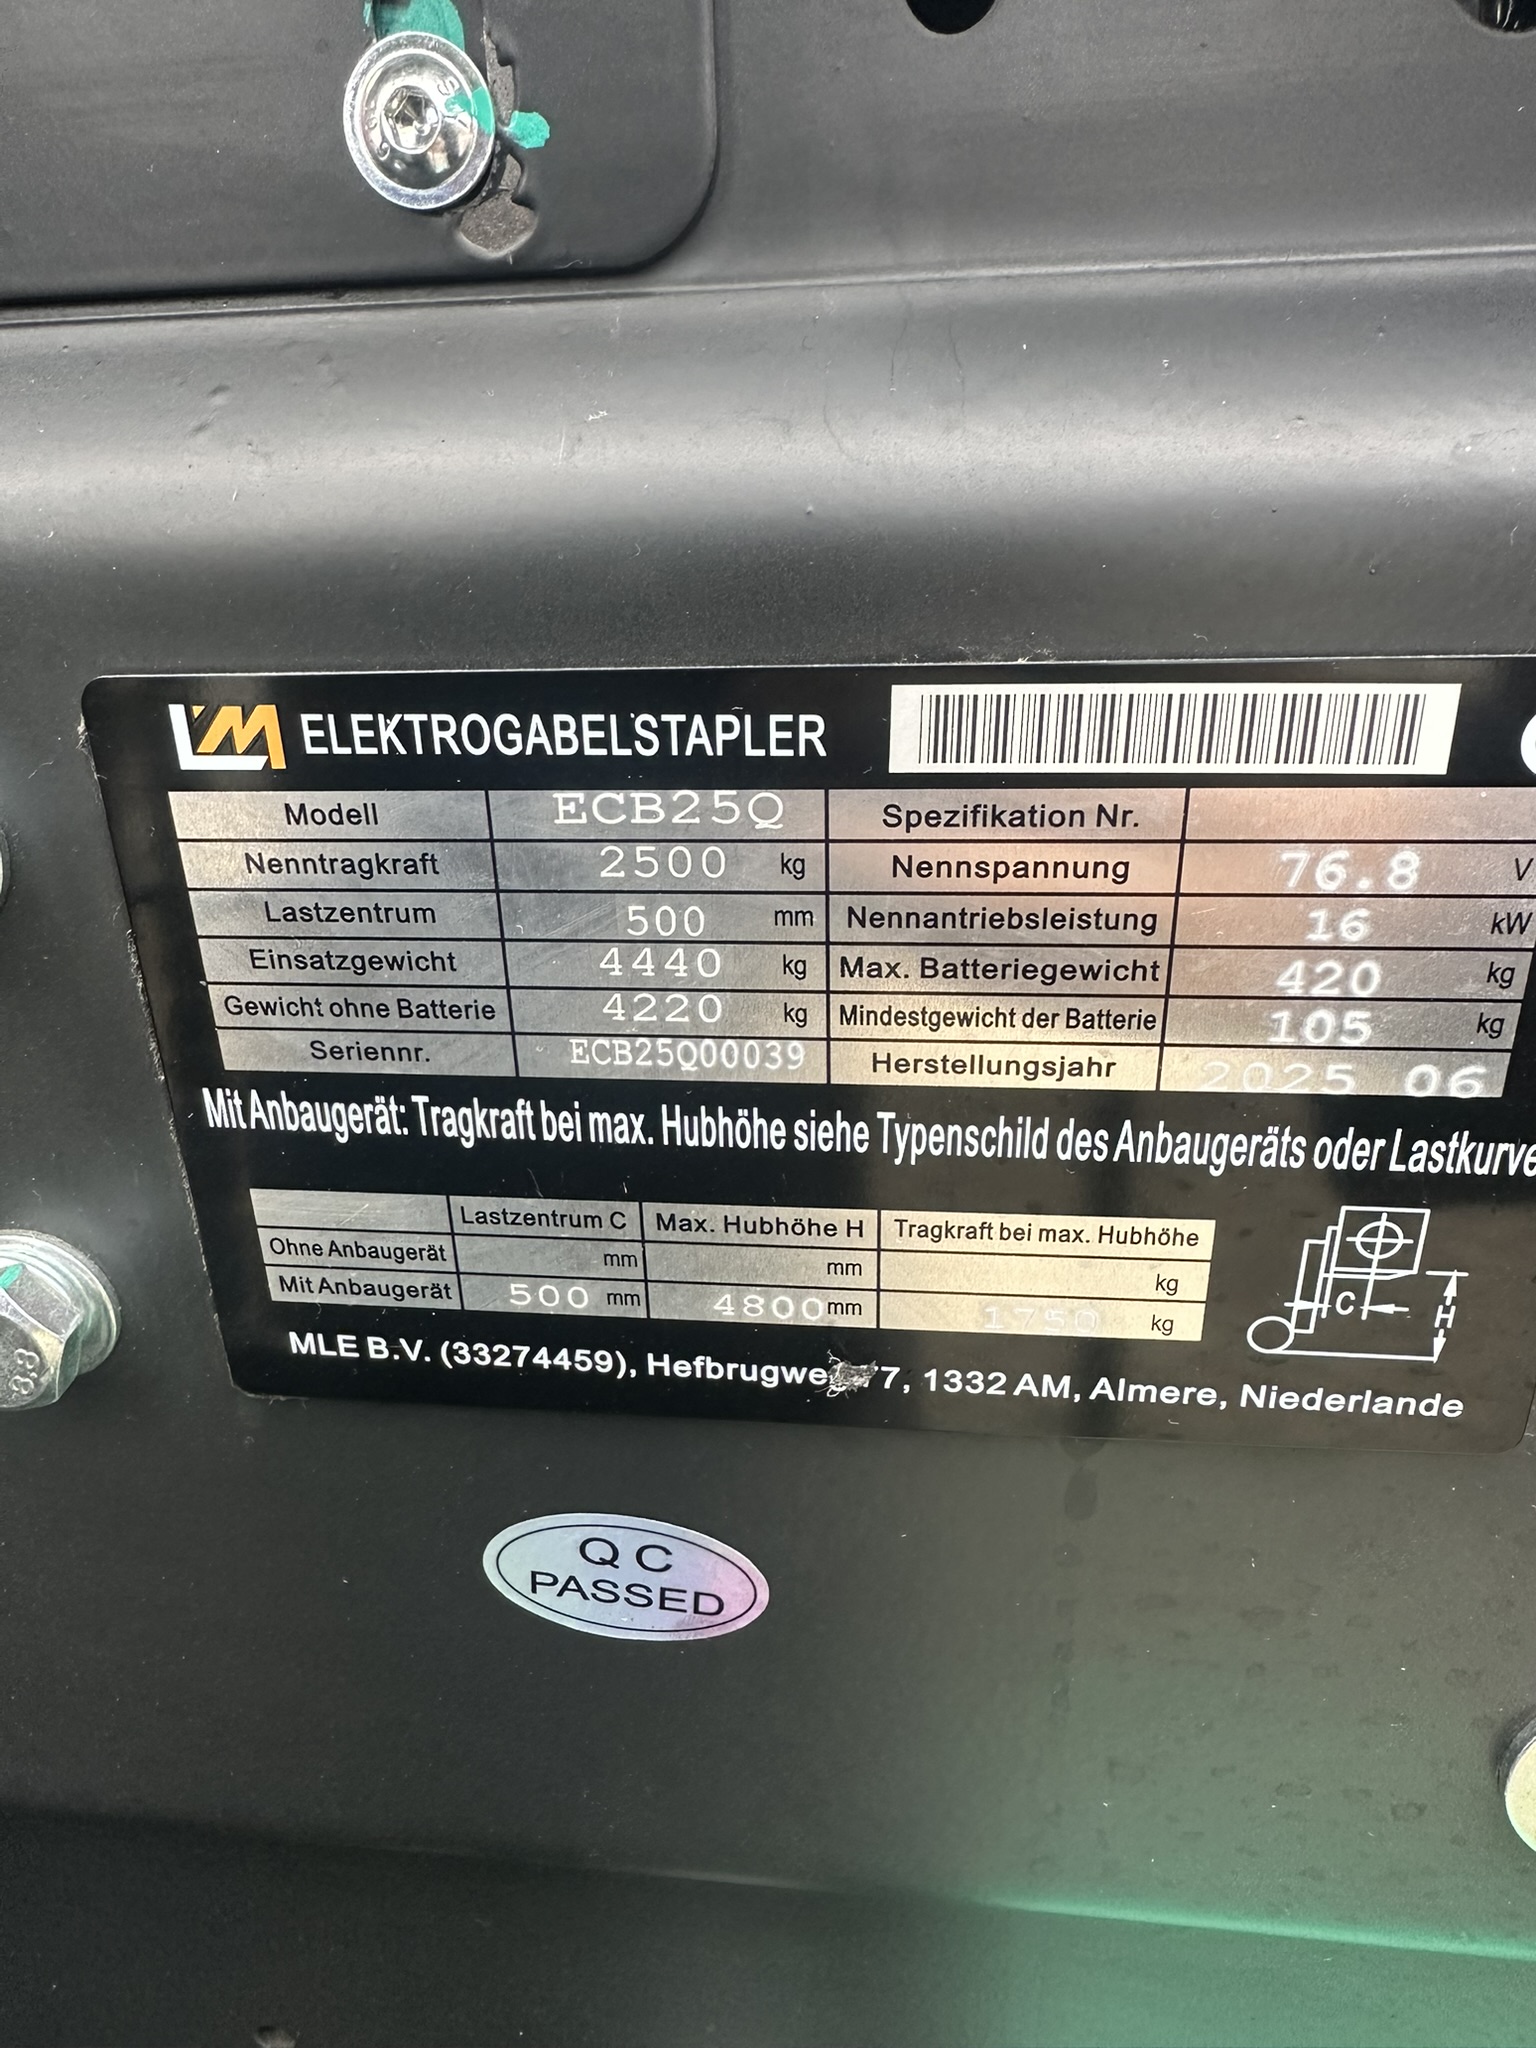 LM ELEKTROGABELSTAPLER
Modell ECB25Q Spezifikation Nr.
Nenntragkraft 2500 kg Nennspannung 76.8 V
Lastzentrum 500 mm Nennantriebsleistung 16 kW
Einsatzgewicht 4440 kg Max. Batteriegewicht 420 kg
Gewicht ohne Batterie 4220 kg Mindestgewicht der Batterie 105 kg
Seriennr. ECB25Q00039 Herstellungsjahr 2025 06
Mit Anbaugerät: Tragkraft bei max. Hubhöhe siehe Typenschild des Anbaugeräts oder Lastkurve
Lastzentrum C Max. Hubhöhe H Tragkraft bei max. Hubhöhe
Ohne Anbaugerät mm mm kg
Mit Anbaugerät 500 mm 4800 mm 1750 kg
C H
MLE B.V. (33274459), 1332 AM, Almere, Niederlande
QC
PASSED
8.8